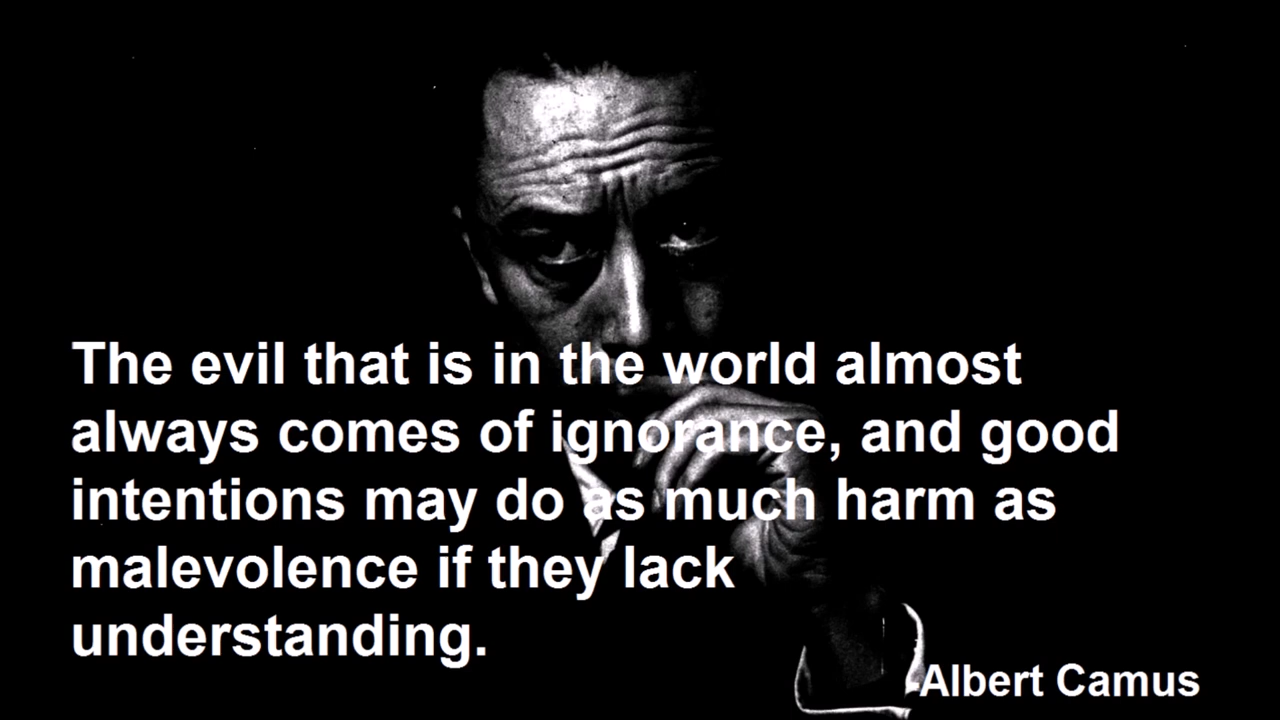 The evil that is in the world almost
always comes of ignorance, and good
intentions may do as much harm as
malevolence if they lack
understanding.
-Albert Camus